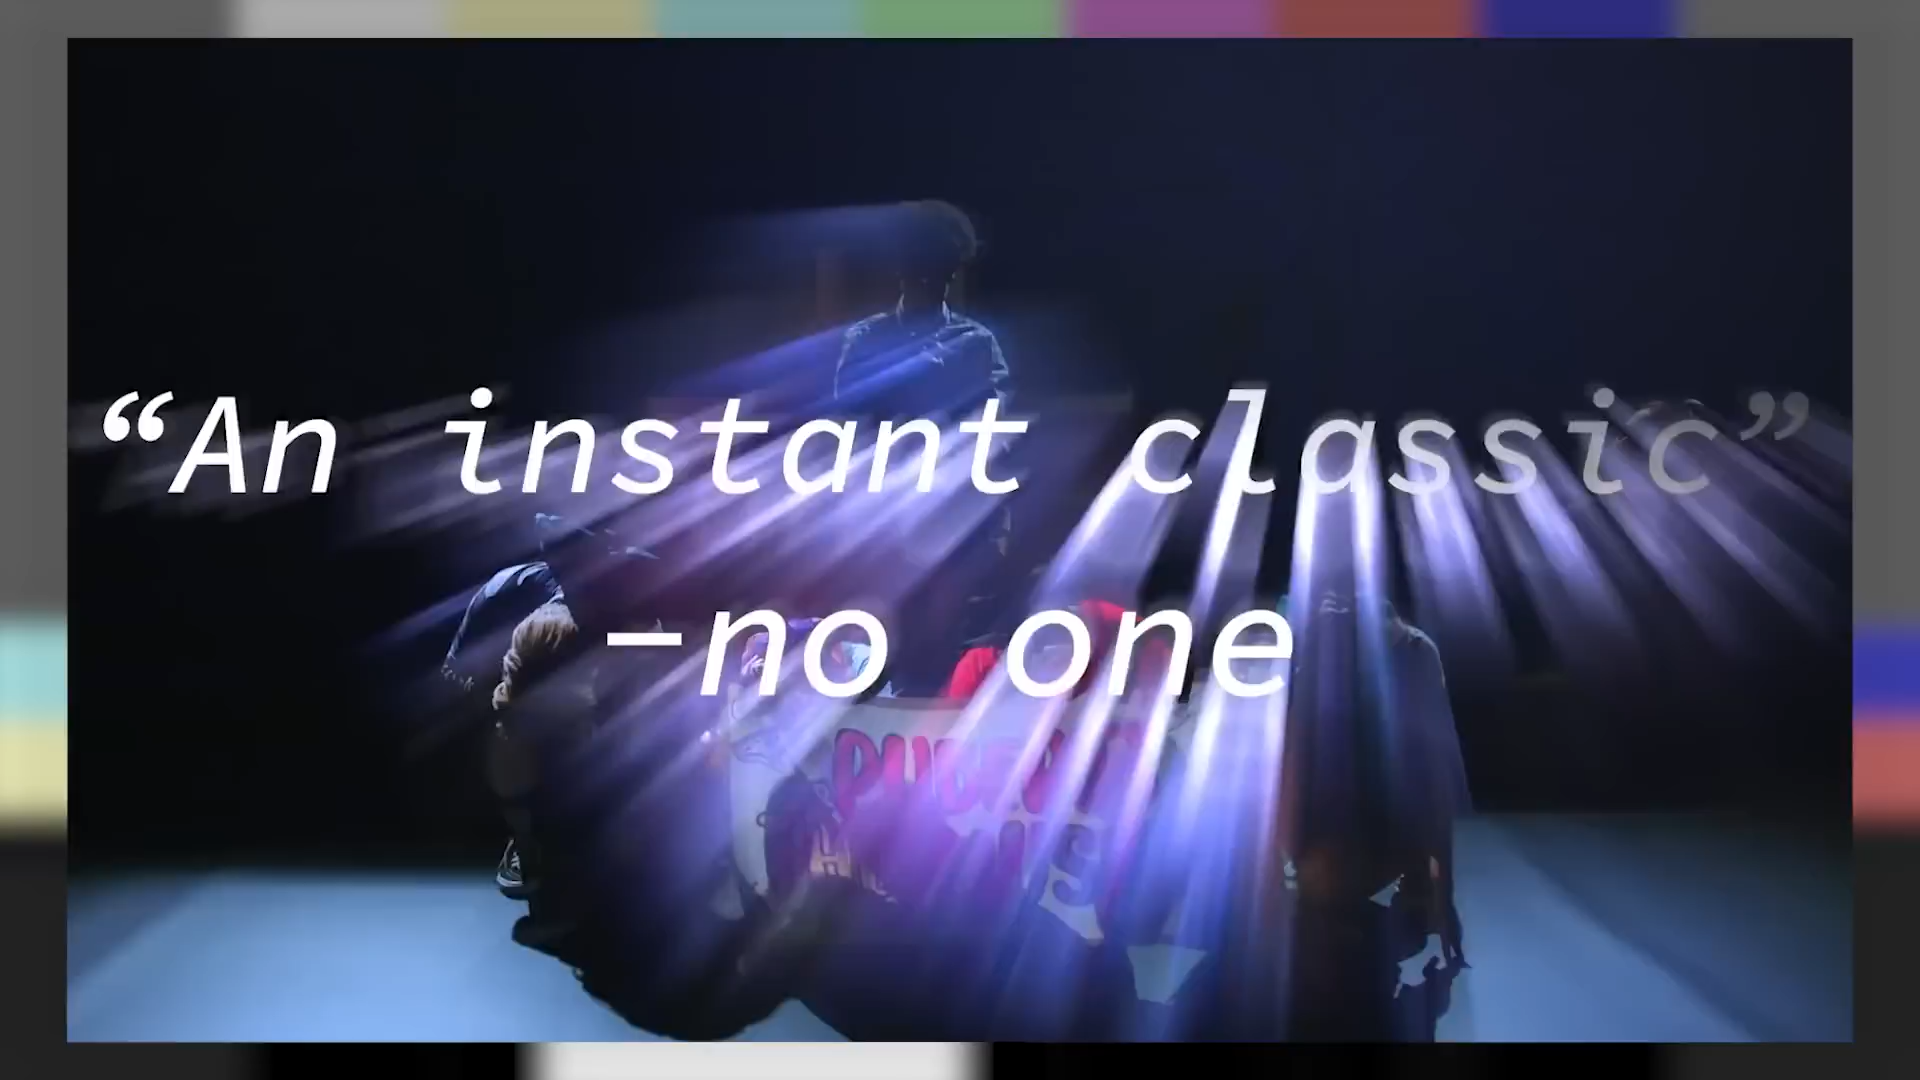 “An instant classic”
–no one